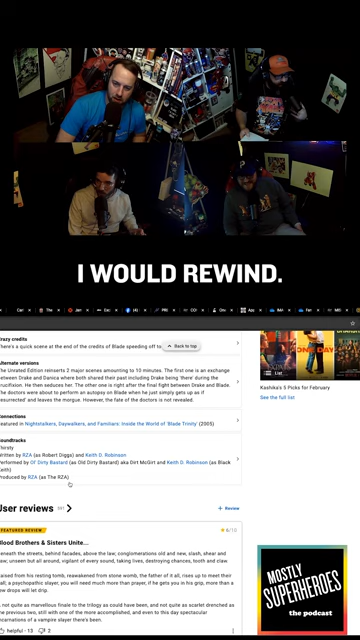 I WOULD REWIND.
Crazy credits
There's a quick scene at the end of the credits of Blade speeding off to
Back to top
Alternate versions
The Unrated Edition reinserts 2 major scenes amounting to 10 minutes. The first one is an exchange
between Drake and Danica where both shared their past including Drake being 'there' during the
crucifixion. He then seduces her. The other one is right after the final fight between Drake and Blade.
The doctors were about to perform an autopsy on Blade when he just simply gets up as if
resurrected' and leaves the morgue. However, the fate of the doctors is not revealed.
Connections
Featured in Nightstalkers, Daywalkers, and Familiars: Inside the World of 'Blade Trinity' (2005)
Soundtracks
Thirsty
Written by RZA (as Robert Diggs) and Keith D. Robinson
Performed by Ol' Dirty Bastard (as Old Dirty Bastard) aka Dirt McGirt and Keith D. Robinson (as Black
Keith)
Produced by RZA (as The RZA)
List
ONE DAY
Kashika's 5 Picks for February
See the full list
User reviews
+ Review
FEATURED REVIEW
6/10
Blood Brothers & Sisters Unite...
Beneath the streets, behind facades, above the law; conglomerations old and new, slash, shear and
claw; unseen but all around, vigilant of every sound, taking lives, destroying chances, tooth and claw
Raised from his resting tomb, reawakened from stone womb, the father of it all, rises up to meet their
call; a psychopathic slayer; you will need much more than prayer, if he gets you in his grip, more than a
few drops will let drip.
...not quite as marvellous finale to the trilogy as could have been, and not quite as scarlet drenched as
the previous two, still with one of the more accomplished, and even to this day spectacular
incarnations of a vampire slayer there's been.
helpful · 13
2
MOSTLY
SUPERHEROES
the podcast